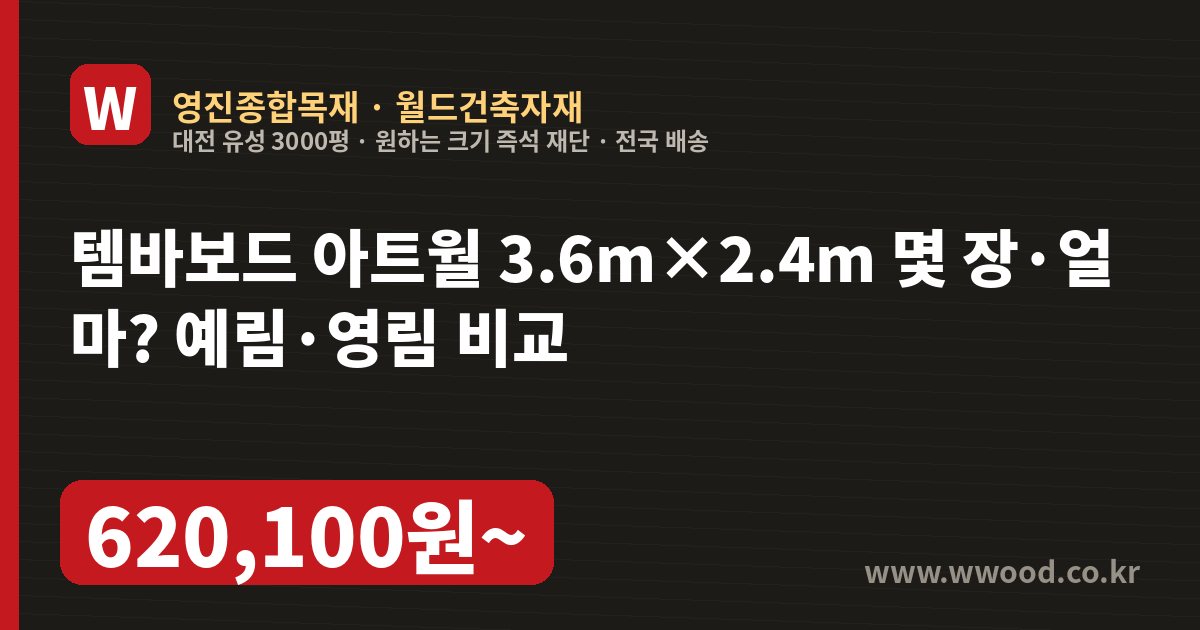 W
영진종합목재 · 월드건축자재
대전 유성 3000평 · 원하는 크기 즉석 재단 · 전국 배송
템바보드 아트월 3.6m×2.4m 몇 장·얼
마? 예림·영림 비교
620,100원~
www.wwood.co.kr